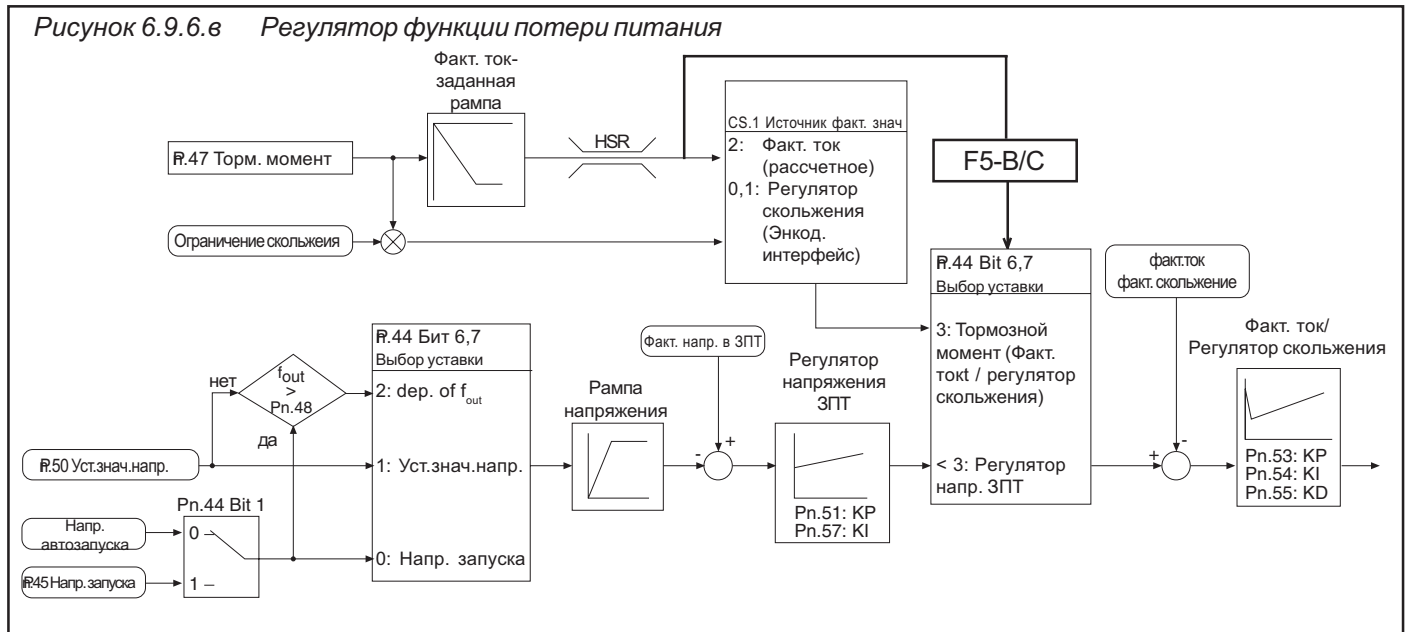 Рисунок 6.9.6.в Регулятор функции потери питания
Факт. ток-
заданная
рампа
Pn.47 Торм. момент
HSR
CS.1 Источник факт. знач
2: Факт. ток
(рассчетное)
0,1: Регулятор
скольжения
(Энкод.
интерфейс)
F5-B/C
Ограничение скольжеия
Pn.44 Bit 6,7
Выбор уставки
3: Тормозной
момент (Факт.
токt / регулятор
скольжения)
< 3: Регулятор
напр. ЗПТ
факт.ток
факт. скольжение
-
+
Факт. ток/
Регулятор скольжения
Pn.53: KP
Pn.54: KI
Pn.55: KD
нет
fout
>
Pn.48
да
Pn.44 Бит 6,7
Выбор уставки
2: dep. of fout
1: Уст.знач.напр.
0: Напр. запуска
Рампа
напряжения
Факт. напр. в ЗПТ
+
-
Регулятор
напряжения
ЗПТ
Pn.51: KP
Pn.57: KI
Pn.50 Уст.знач.напр.
Pn.44 Bit 1
Напр.
автозапуска
0 –
Pn.45 Напр. запуска
1 –